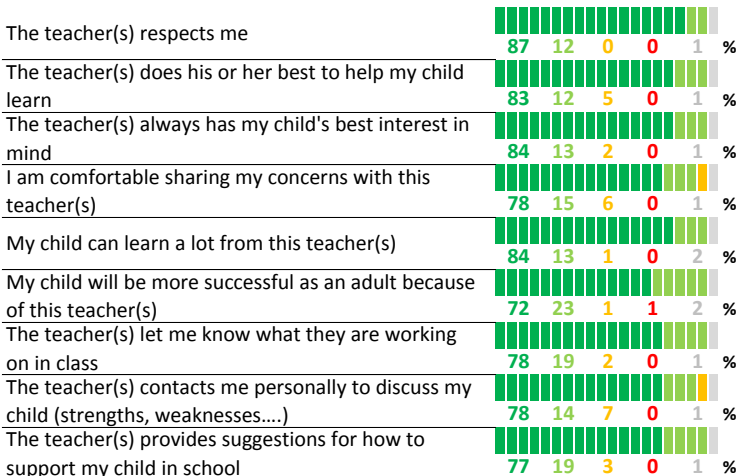 The teacher(s) respects me
87 12 0 0 1 %
The teacher(s) does his or her best to help my child
learn
83 12 5 0 1 %
The teacher(s) always has my child's best interest in
mind
84 13 2 0 1 %
I am comfortable sharing my concerns with this
teacher(s)
78 15 6 0 1 %
My child can learn a lot from this teacher(s)
84 13 1 0 2 %
My child will be more successful as an adult because
of this teacher(s)
72 23 1 1 2 %
The teacher(s) let me know what they are working
on in class
78 19 2 0 1 %
The teacher(s) contacts me personally to discuss my
child (strengths, weaknesses....)
78 14 7 0 1 %
The teacher(s) provides suggestions for how to
support my child in school
77 19 3 0 1 %